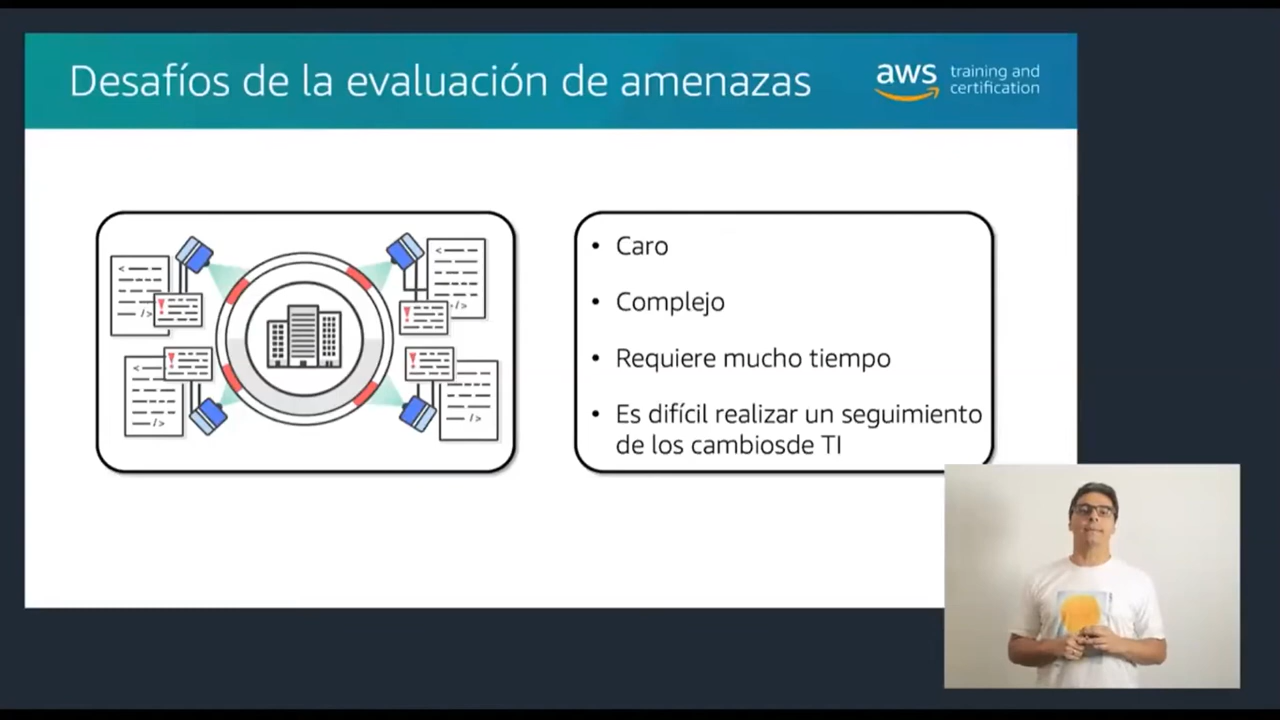 Desafíos de la evaluación de amenazas
aws training and
certification
• Caro
• Complejo
• Requiere mucho tiempo
• Es difícil realizar un seguimiento
de los cambiosde TI